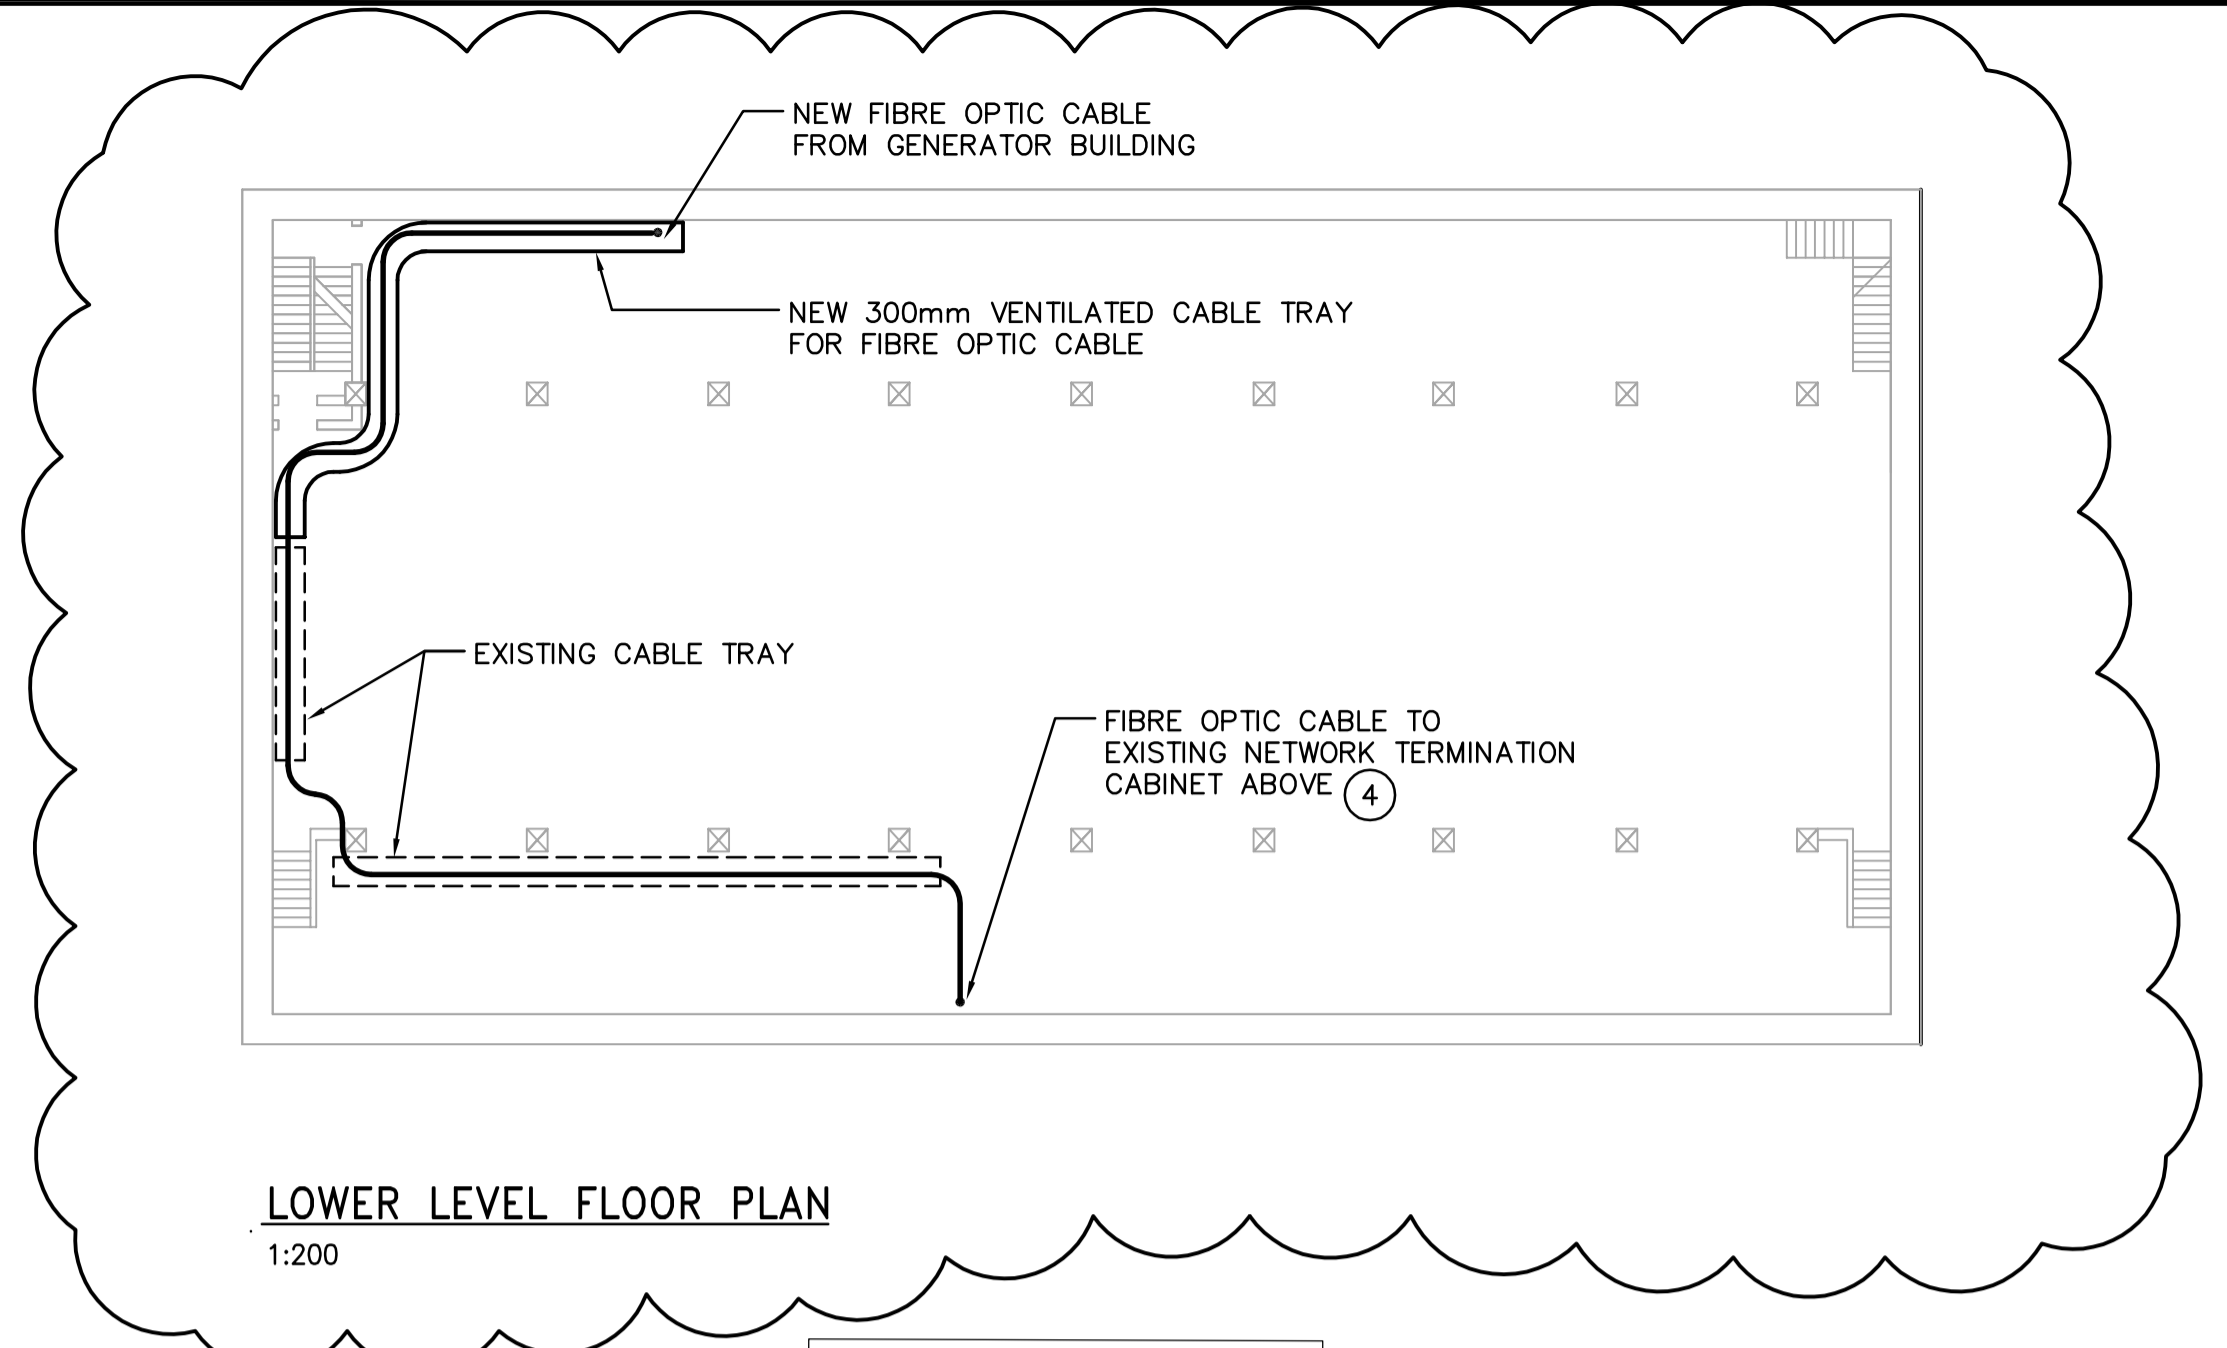 NEW FIBRE OPTIC CABLE
FROM GENERATOR BUILDING
NEW 300mm VENTILATED CABLE TRAY
FOR FIBRE OPTIC CABLE
EXISTING CABLE TRAY
FIBRE OPTIC CABLE TO
EXISTING NETWORK TERMINATION
CABINET ABOVE 4
LOWER LEVEL FLOOR PLAN
1:200